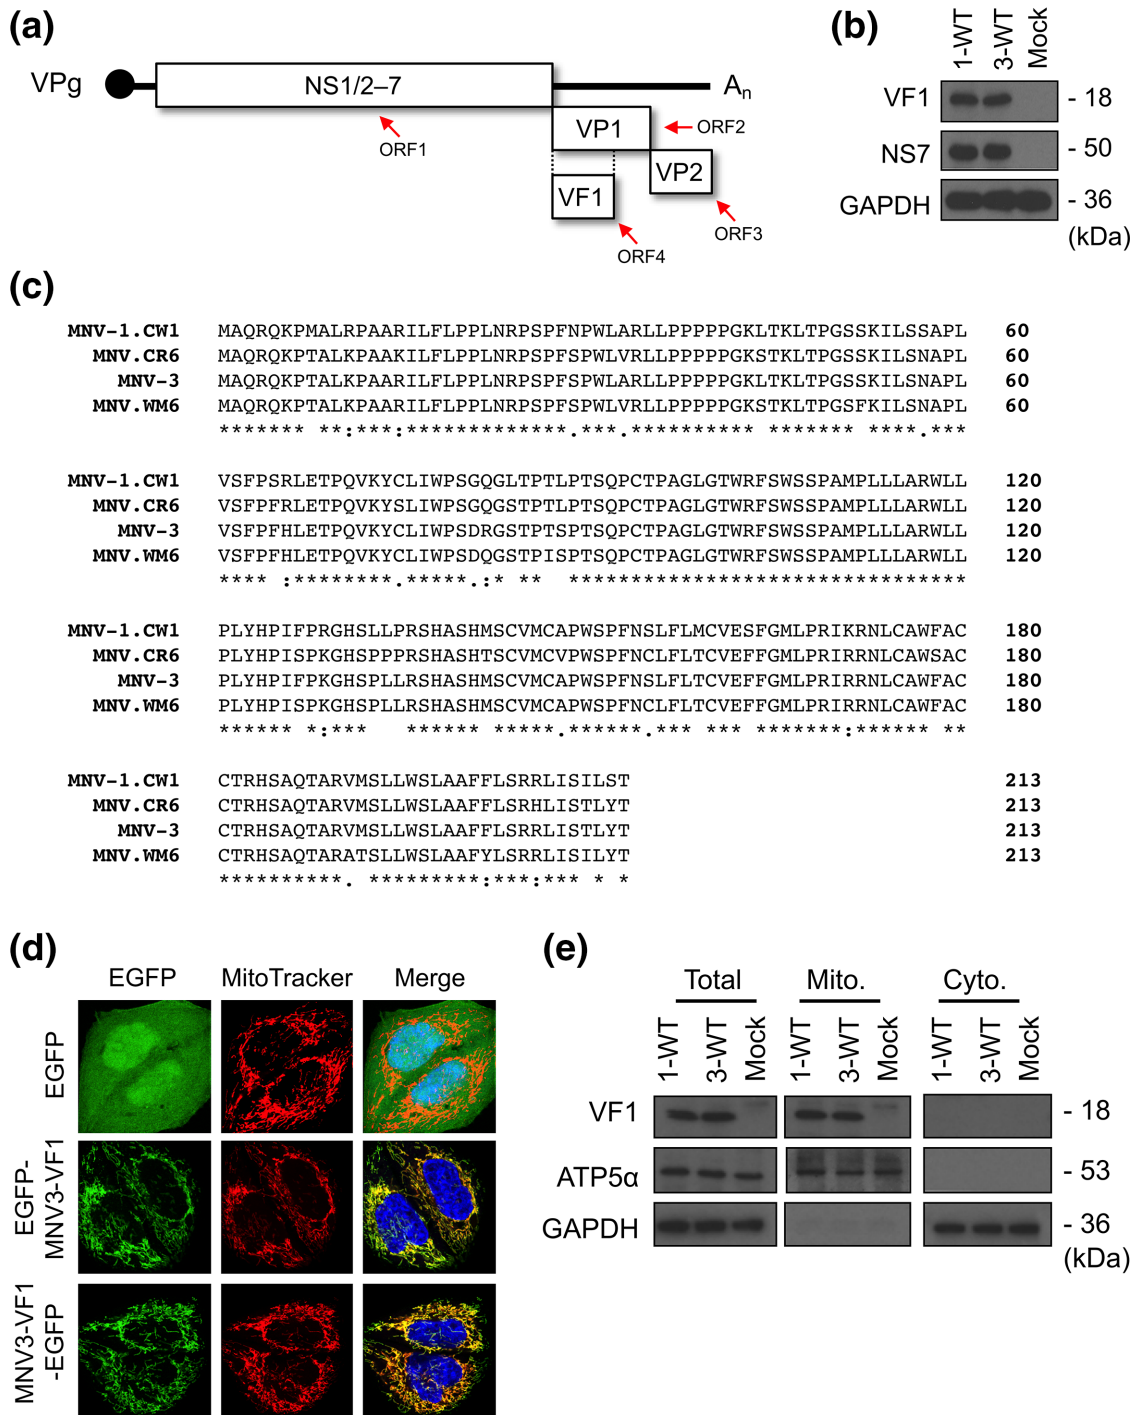 (a)
VPg
NS1/2–7
An
VP1
ORF2
ORF1
VP2
VF1
ORF3
ORF4
(b)
1-WT
3-WT
Mock
VF1
- 18
NS7
- 50
GAPDH
- 36
(kDa)
(c)
MNV-1.CW1 MAQRQKPMALRPAARILFLPPLNRPSPFNPWLARLLPPPPPGKLTKLTPGSSKILSSAPL 60
MNV.CR6 MAQRQKPTALKPAAKILFLPPLNRPSPFSPWLVRLLPPPPPGKSTKLTPGSSKILSNAPL 60
MNV-3 MAQRQKPTALKPAARILFLPPLNRPSPFSPWLARLLPPPPPGKLTKLTPGSSKILSNAPL 60
MNV.WM6 MAQRQKPTALKPAARILFLPPLNRPSPFSPWLVRLLPPPPPGKSTKLTPGSFKILSNAPL 60
******* **:***:*************.***.********** ******* ****.***
MNV-1.CW1 VSFPSRLETPQVKYCLIWPSGQGLTPTLPTSQPCTPAGLGTWRFSWSSPAMPLLLARWLL 120
MNV.CR6 VSFPFRLETPQVKYSLIWPSGQGSTPTLPTSQPCTPAGLGTWRFSWSSPAMPLLLARWLL 120
MNV-3 VSFPFHLETPQVKYCLIWPSDRGSTPTSPTSQPCTPAGLGTWRFSWSSPAMPLLLARWLL 120
MNV.WM6 VSFPFHLETPQVKYCLIWPSDQGSTPISPTSQPCTPAGLGTWRFSWSSPAMPLLLARWLL 120
**** :********.*****.:* **  ********************************
MNV-1.CW1 PLYHPIFPRGHSLLPRSHASHMSCVMCAPWSPFNSLFLMCVESFGMLPRIKRNLCAWFAC 180
MNV.CR6 PLYHPISPKGHSPPPRSHASHTSCVMCVPWSPFNCLFLTCVEFFGMLPRIRRNLCAWSAC 180
MNV-3 PLYHPIFPKGHSPLPRSHASHMSCVMCAPWSPFNSLFLTCVEFFGMLPRIRRNLCAWFAC 180
MNV.WM6 PLYHPISPKGHSPLLRSHASHMSCVMCAPWSPFNCLFLTCVEFFGMLPRIRRNLCAWFAC 180
****** *:***   ****** *****.******.*** *** *******:****** **
MNV-1.CW1 CTRHSAQTARVMSLLWSLAAFFLSRRLISILST 213
MNV.CR6 CTRHSAQTARVMSLLWSLAAFFLSRHLISTLYT 213
MNV-3 CTRHSAQTARVMSLLWSLAAFFLSRRLISTLYT 213
MNV.WM6 CTRHSAQTARATSLLWSLAAFYLSRRLISILYT 213
**********. *********:***:*** * *
(d)
EGFP
MitoTracker
Merge
EGFP
EGFP-
MNV3-VF1
MNV3-VF1
-EGFP
(e)
Total
Mito.
Cyto.
1-WT
3-WT
Mock
1-WT
3-WT
Mock
1-WT
3-WT
Mock
VF1
- 18
ATP5α
- 53
GAPDH
- 36
(kDa)